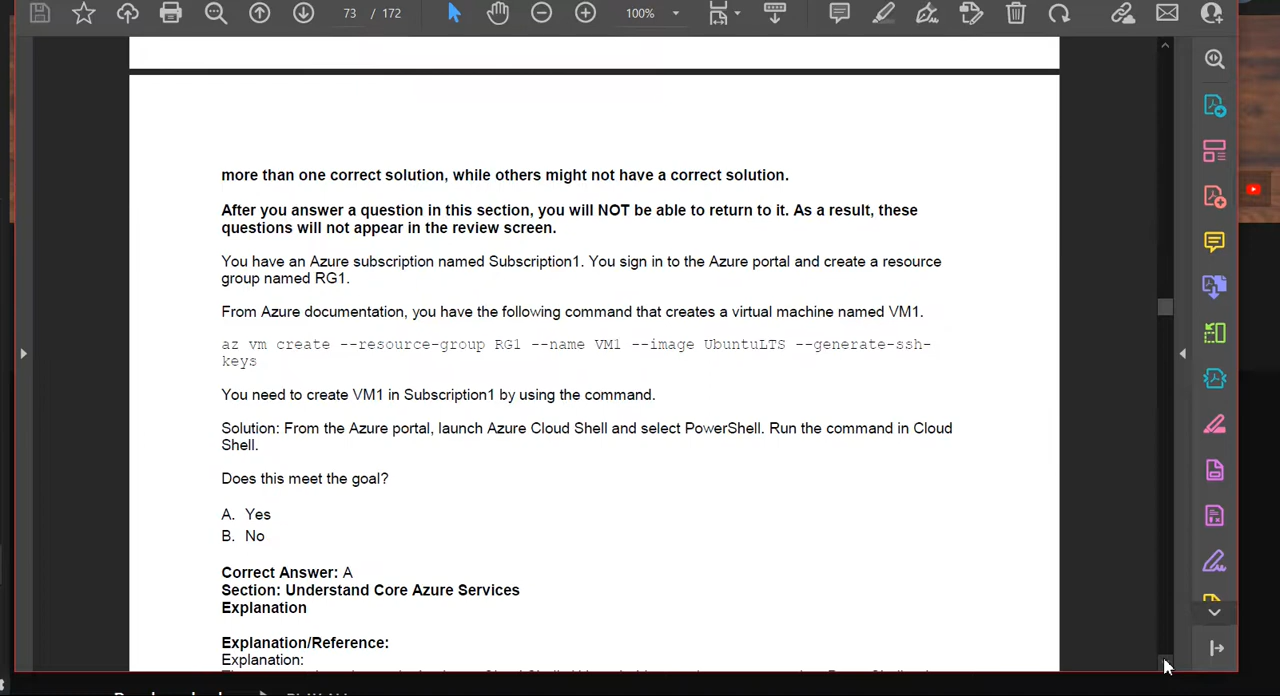 73 / 172
100%
more than one correct solution, while others might not have a correct solution.
After you answer a question in this section, you will NOT be able to return to it. As a result, these
questions will not appear in the review screen.
You have an Azure subscription named Subscription1. You sign in to the Azure portal and create a resource
group named RG1.
From Azure documentation, you have the following command that creates a virtual machine named VM1.
az vm create --resource-group RG1 --name VM1 --image UbuntuLTS --generate-ssh-
keys
You need to create VM1 in Subscription1 by using the command.
Solution: From the Azure portal, launch Azure Cloud Shell and select PowerShell. Run the command in Cloud
Shell.
Does this meet the goal?
A. Yes
B. No
Correct Answer: A
Section: Understand Core Azure Services
Explanation
Explanation/Reference:
Explanation: